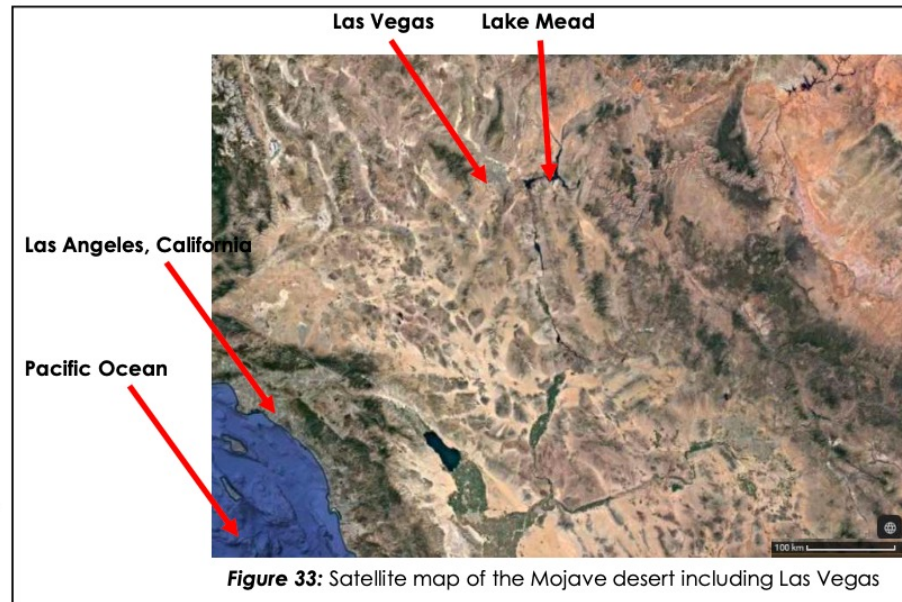 Las Vegas
Lake Mead
Las Angeles, California
Pacific Ocean
100 km
Figure 33: Satellite map of the Mojave desert including Las Vegas